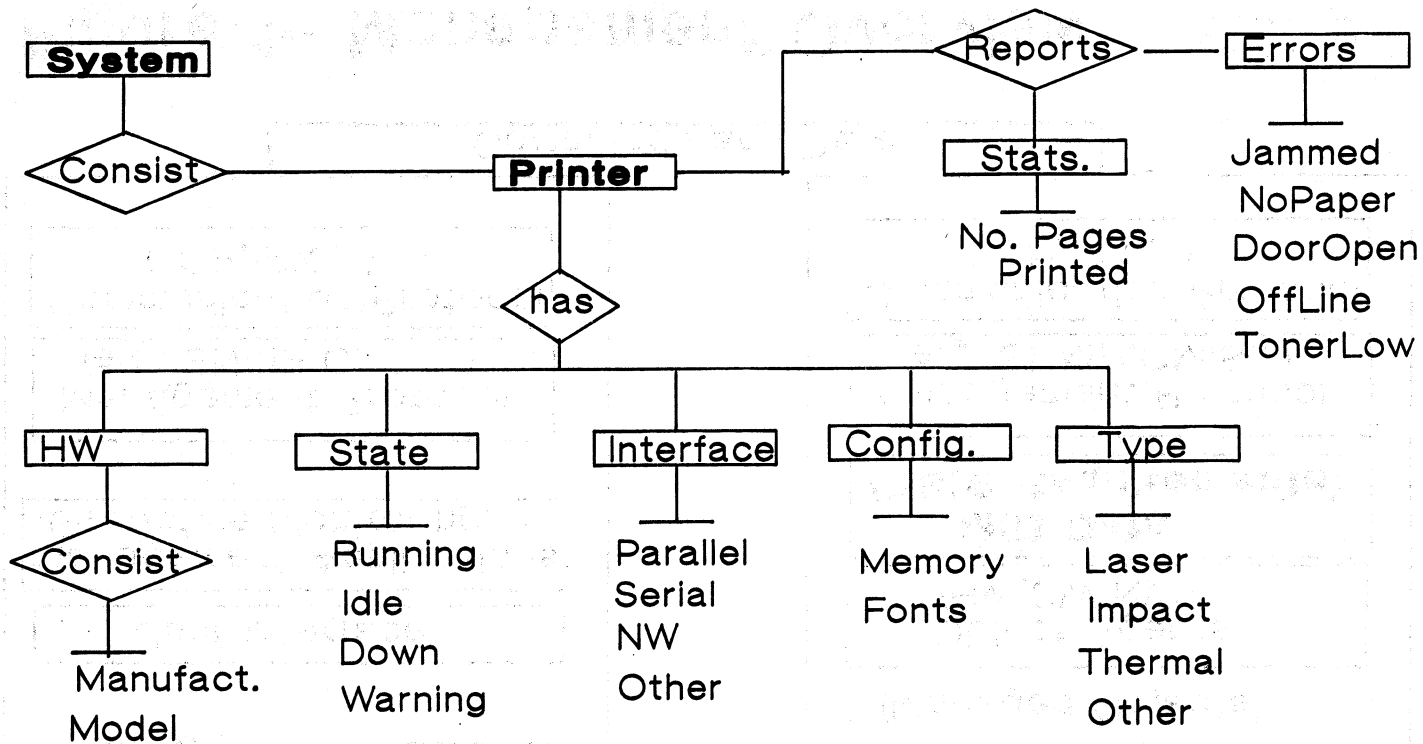 System
Consist
Printer
Reports
Errors
Stats.
No. Pages
Printed
Jammed
NoPaper
DoorOpen
OffLine
TonerLow
has
HW
Consist
Manufact.
Model
State
Running
Idle
Down
Warning
Interface
Parallel
Serial
NW
Other
Config.
Memory
Fonts
Type
Laser
Impact
Thermal
Other